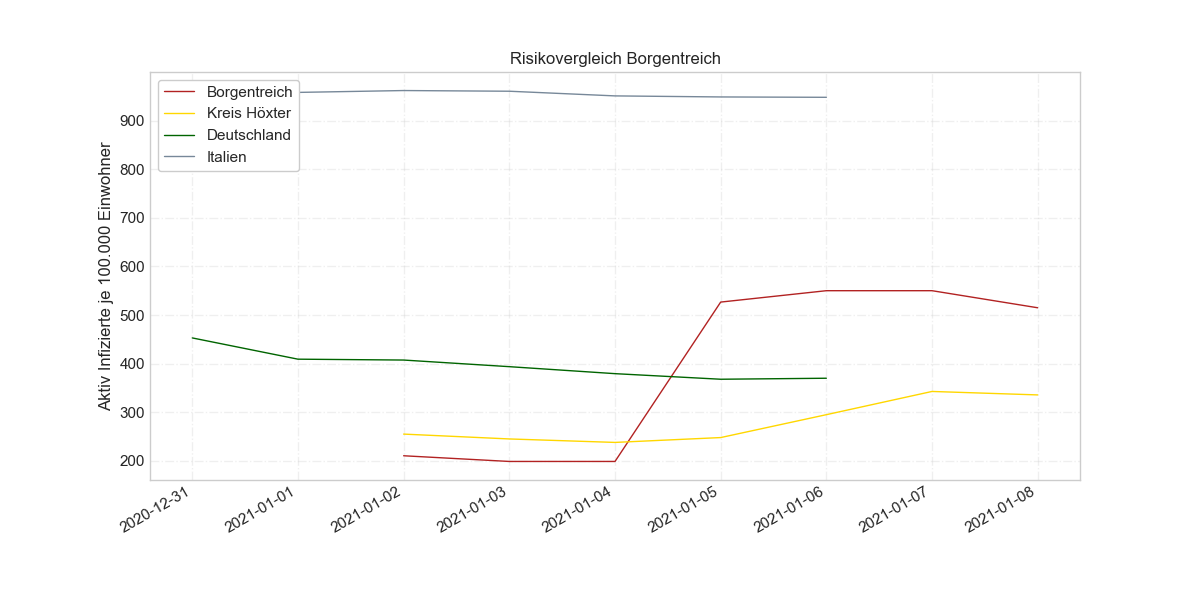 Risikovergleich Borgentreich
Aktiv Infizierte je 100.000 Einwohner
Borgentreich
Kreis Höxter
Deutschland
Italien
900
800
700
600
500
400
300
200
2020-12-31
2021-01-01
2021-01-02
2021-01-03
2021-01-04
2021-01-05
2021-01-06
2021-01-07
2021-01-08